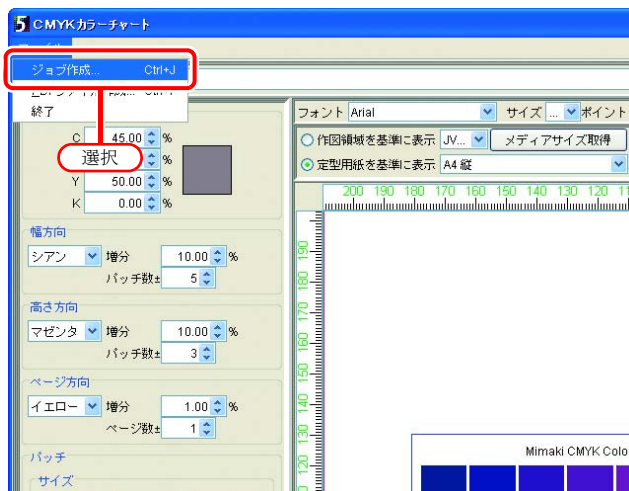 CMYKカラーチャート
ジョブ作成... Ctrl+J
終了
選択
C 45.00 %
%
Y 50.00 %
K 0.00 %
フォント Arial サイズ ... ポイント
作図領域を基準に表示 JV... メディアサイズ取得
定型用紙を基準に表示 A4 縦
200 190 180 170 160 150 140 130 120
190
180
170
160
150
140
130
120
幅方向
シアン 増分 10.00 %
パッチ数± 5
高さ方向
マゼンタ 増分 10.00 %
パッチ数± 3
ページ方向
イエロー 増分 1.00 %
ページ数± 1
パッチ
サイズ
Mimaki CMYK Colo